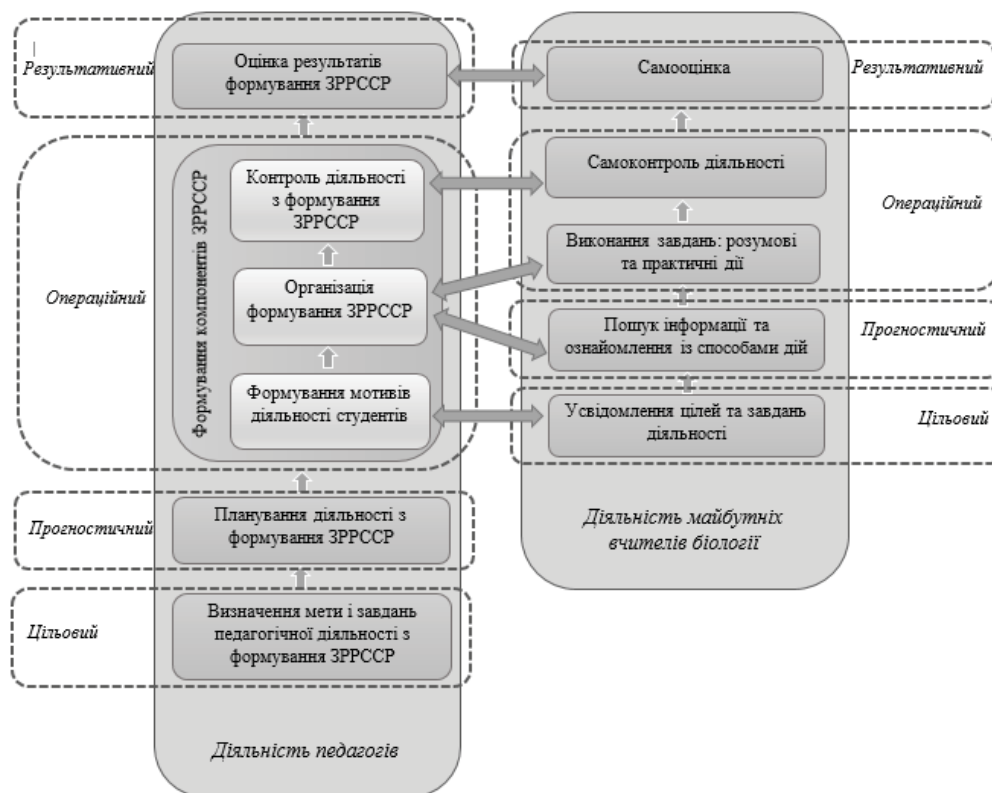 Результативний
Оцінка результатів
формування ЗРРССР
Операційний
Формування компонентів ЗРРССР
Контроль діяльності
з формування
ЗРРССР
Організація
формування ЗРРССР
Формування мотивів
діяльності студентів
Прогностичний
Планування діяльності з
формування ЗРРССР
Цільовий
Визначення мети і завдань
педагогічної діяльності з
формування ЗРРССР
Діяльність педагогів
Самооцінка
Результативний
Самоконтроль діяльності
Операційний
Виконання завдань: розумові
та практичні дії
Пошук інформації та
ознайомлення із способами дій
Прогностичний
Усвідомлення цілей та завдань
діяльності
Цільовий
Діяльність майбутніх
вчителів біології